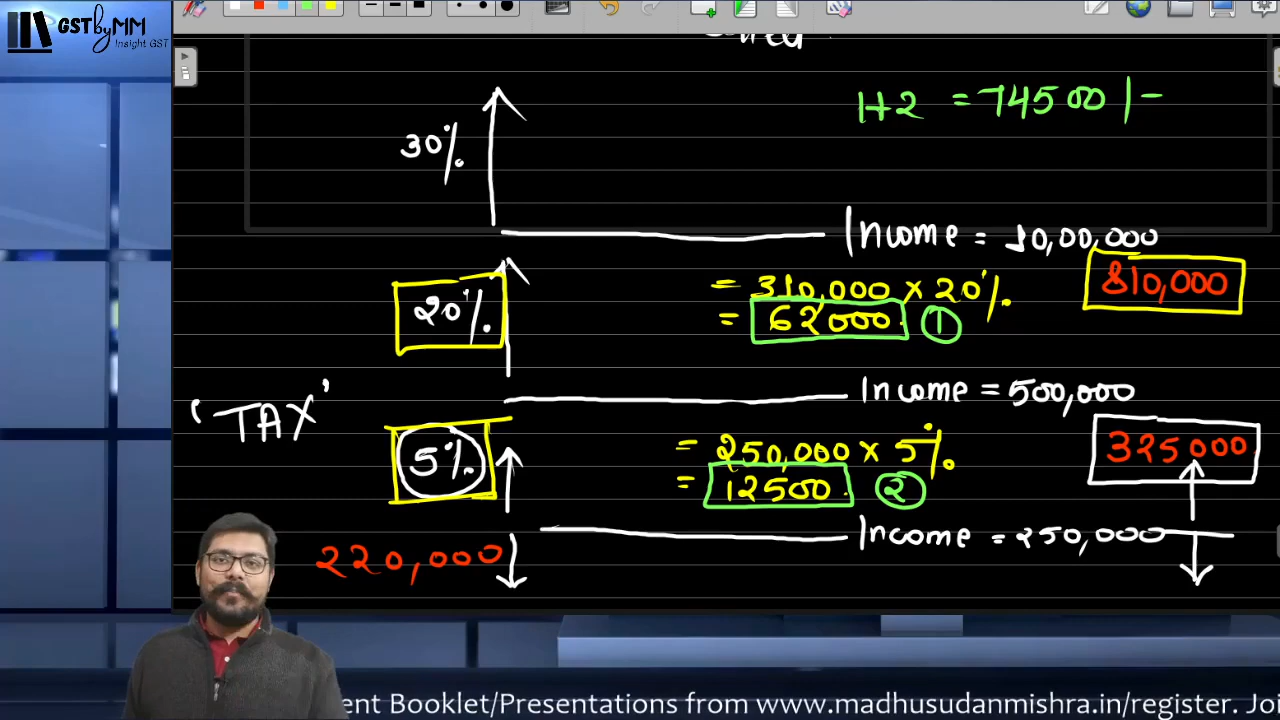 GSTbyMM
Insight GST
1+2 = 74500/-
30%
Income = 10,00,000
810,000
20%
= 310,000 × 20%
= 62000. ①
Income = 500,000
'TAX'
5%
= 250,000 × 5%
= 12500. ②
325000
Income = 250,000
220,000
ent Booklet/Presentations from www.madhusudanmishra.in/register. Joi